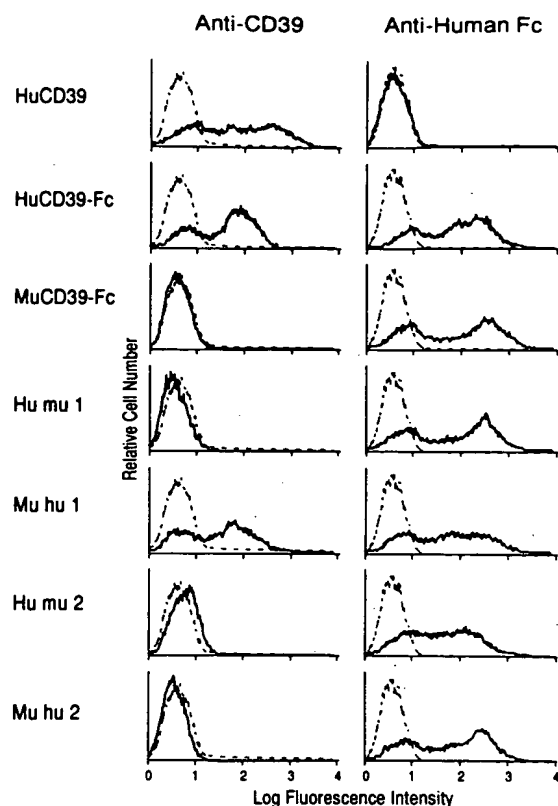 Anti-CD39 Anti-Human Fc
HuCD39
HuCD39-Fc
MuCD39-Fc
Hu mu 1
Mu hu 1
Hu mu 2
Mu hu 2
Relative Cell Number
0 1 2 3 4 0 1 2 3 4
Log Fluorescence Intensity